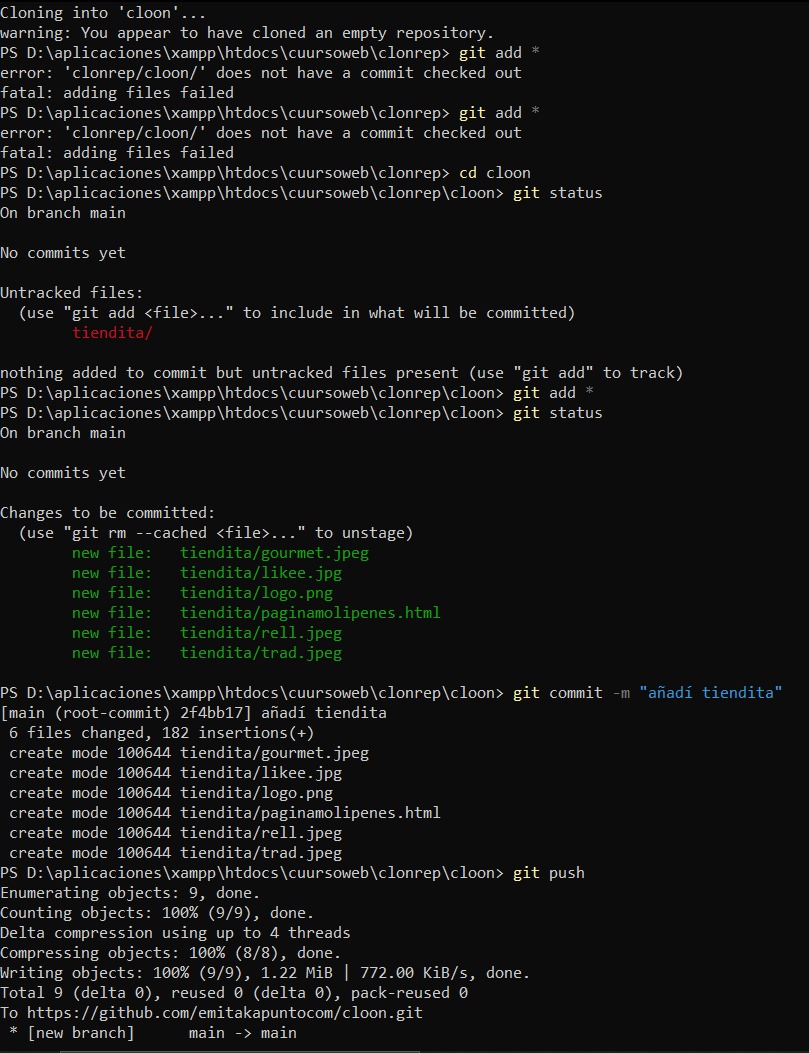 Cloning into 'cloon'...
warning: You appear to have cloned an empty repository.
PS D:\aplicaciones\xampp\htdocs\cuursoweb\clonrep> git add *
error: 'clonrep/cloon/' does not have a commit checked out
fatal: adding files failed
PS D:\aplicaciones\xampp\htdocs\cuursoweb\clonrep> git add *
error: 'clonrep/cloon/' does not have a commit checked out
fatal: adding files failed
PS D:\aplicaciones\xampp\htdocs\cuursoweb\clonrep> cd cloon
PS D:\aplicaciones\xampp\htdocs\cuursoweb\clonrep\cloon> git status
On branch main

No commits yet

Untracked files:
  (use "git add <file>..." to include in what will be committed)
        tiendita/

nothing added to commit but untracked files present (use "git add" to track)
PS D:\aplicaciones\xampp\htdocs\cuursoweb\clonrep\cloon> git add *
PS D:\aplicaciones\xampp\htdocs\cuursoweb\clonrep\cloon> git status
On branch main

No commits yet

Changes to be committed:
  (use "git rm --cached <file>..." to unstage)
        new file:   tiendita/gourmet.jpeg
        new file:   tiendita/likee.jpg
        new file:   tiendita/logo.png
        new file:   tiendita/paginamolipenes.html
        new file:   tiendita/rell.jpeg
        new file:   tiendita/trad.jpeg

PS D:\aplicaciones\xampp\htdocs\cuursoweb\clonrep\cloon> git commit -m "añadí tiendita"
[main (root-commit) 2f4bb17] añadí tiendita
 6 files changed, 182 insertions(+)
 create mode 100644 tiendita/gourmet.jpeg
 create mode 100644 tiendita/likee.jpg
 create mode 100644 tiendita/logo.png
 create mode 100644 tiendita/paginamolipenes.html
 create mode 100644 tiendita/rell.jpeg
 create mode 100644 tiendita/trad.jpeg
PS D:\aplicaciones\xampp\htdocs\cuursoweb\clonrep\cloon> git push
Enumerating objects: 9, done.
Counting objects: 100% (9/9), done.
Delta compression using up to 4 threads
Compressing objects: 100% (8/8), done.
Writing objects: 100% (9/9), 1.22 MiB | 772.00 KiB/s, done.
Total 9 (delta 0), reused 0 (delta 0), pack-reused 0
To https://github.com/emitakapuntocom/cloon.git
 * [new branch]      main -> main